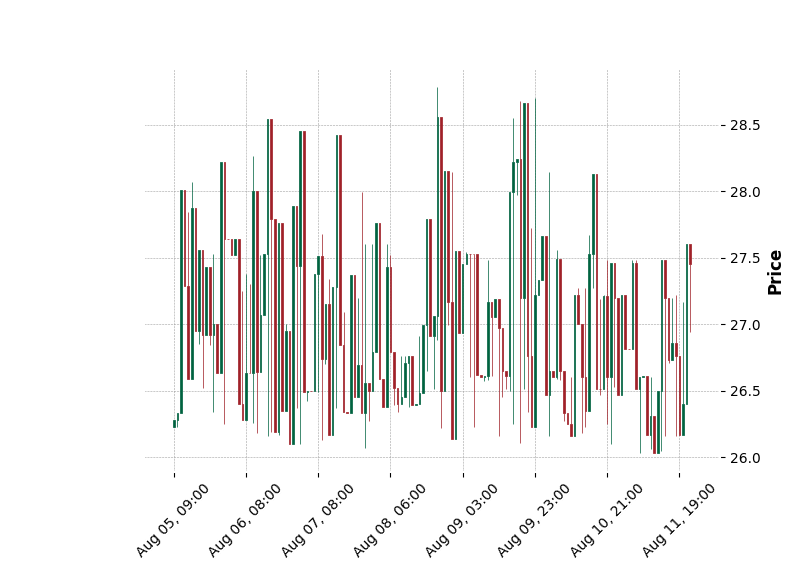 28.5
28.0
27.5
27.0
26.5
26.0
Price
Aug 05, 09:00
Aug 06, 08:00
Aug 07, 08:00
Aug 08, 06:00
Aug 09, 03:00
Aug 09, 23:00
Aug 10, 21:00
Aug 11, 19:00